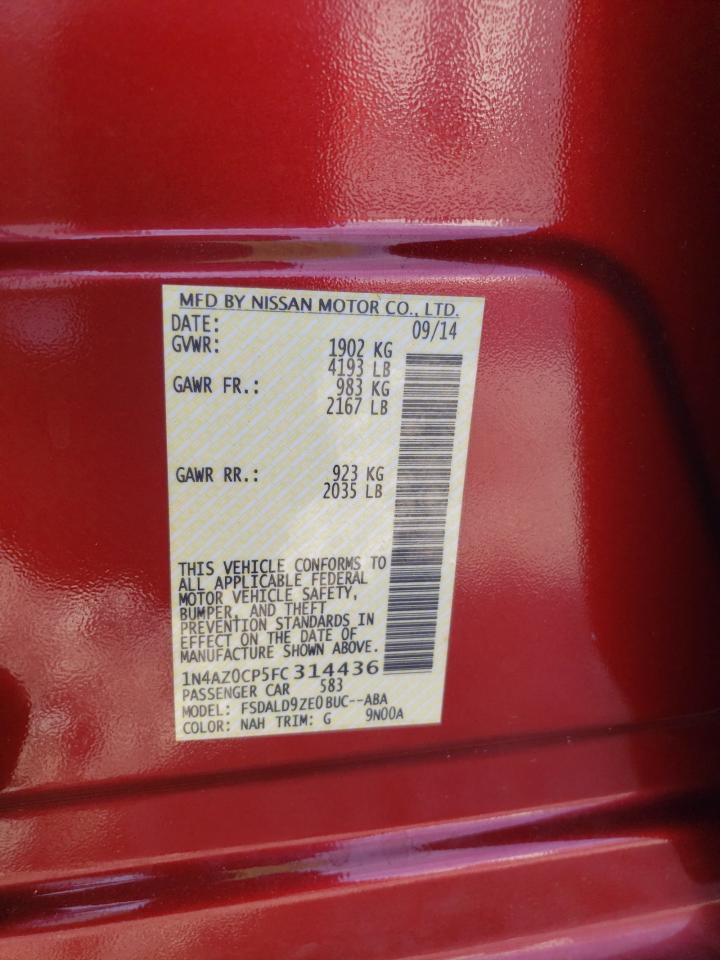 MFD BY NISSAN MOTOR CO., LTD.
DATE: 09/14
GVWR: 1902 KG
4193 LB
GAWR FR.: 983 KG
2167 LB
GAWR RR.: 923 KG
2035 LB
THIS VEHICLE CONFORMS TO
ALL APPLICABLE FEDERAL
MOTOR VEHICLE SAFETY,
BUMPER, AND THEFT
PREVENTION STANDARDS IN
EFFECT ON THE DATE OF
MANUFACTURE SHOWN ABOVE.
1N4AZ0CP5FC314436
PASSENGER CAR 583
MODEL: FSDALD9ZE0BUC--ABA
COLOR: NAH TRIM: G 9N00A